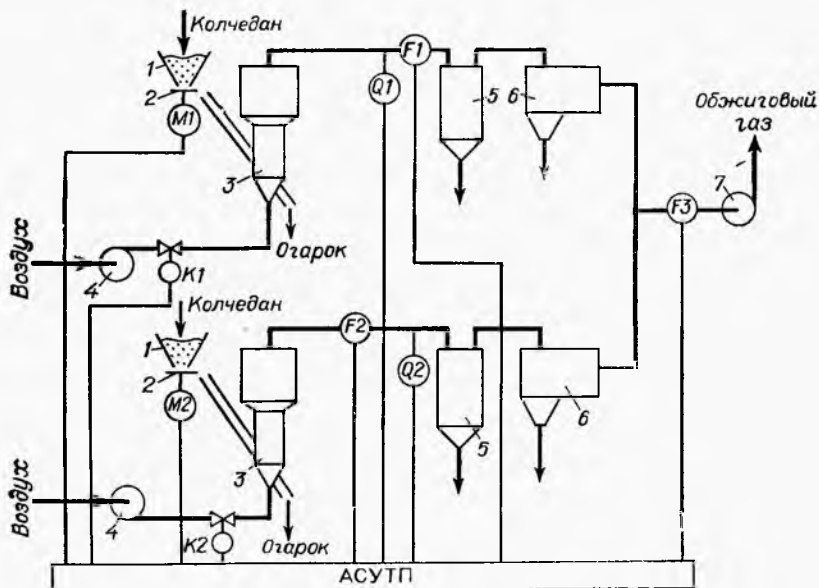 Колчедан
1
2
M1
3
Огарок
Воздух
4
K1
Q1
F1
5
6
Обжиговый
газ
7
F3
Колчедан
1
2
M2
3
Огарок
Воздух
4
K2
F2
Q2
5
6
АСУТП